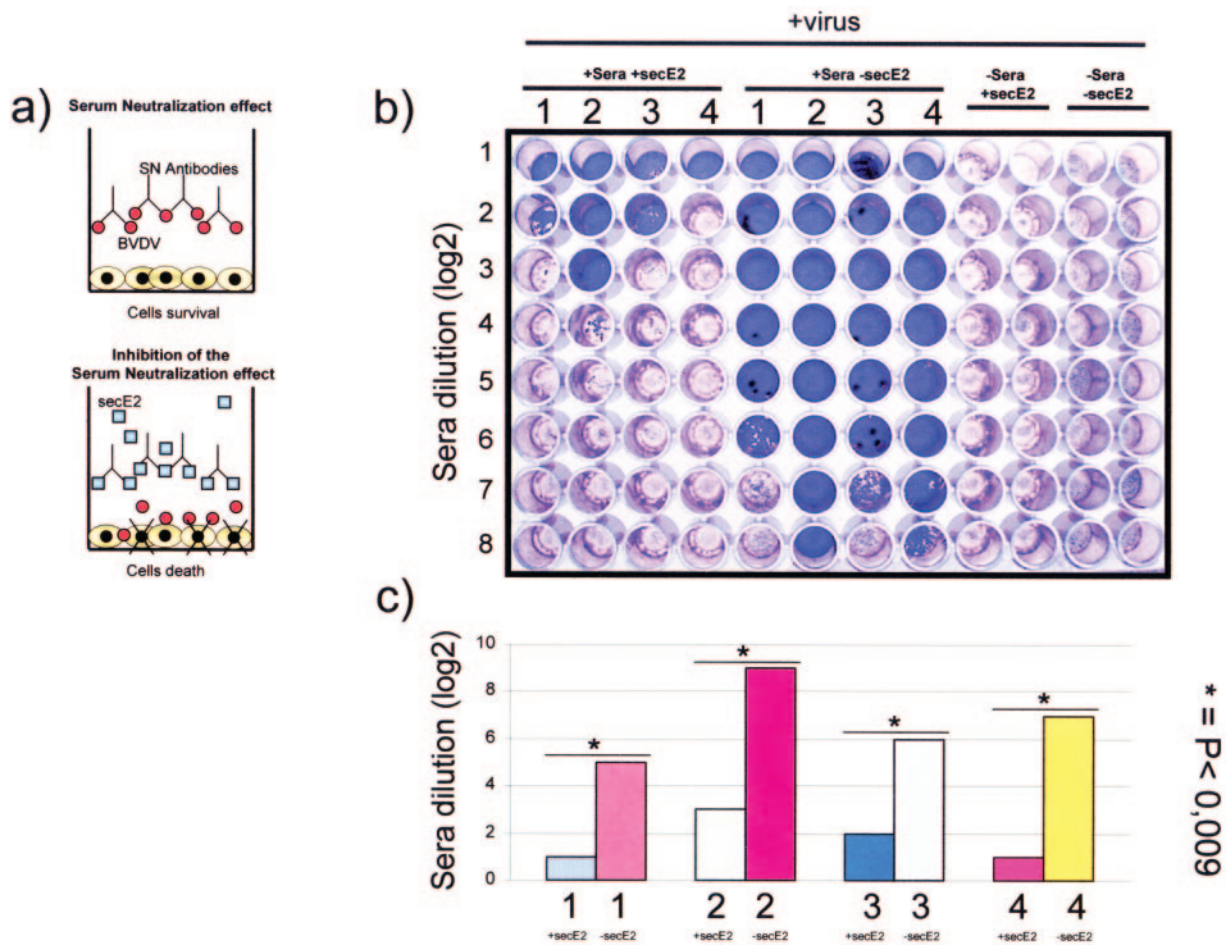 a)
Serum Neutralization effect
SN Antibodies
BVDV
Cells survival
Inhibition of the
Serum Neutralization effect
secE2
Cells death
b)
+virus
+Sera +secE2
+Sera -secE2
-Sera
+secE2
-Sera
-secE2
1 2 3 4 1 2 3 4
Sera dilution (log2)
1
2
3
4
5
6
7
8
c)
Sera dilution (log2)
10
8
6
4
2
0
* * * *
1 1 2 2 3 3 4 4
+secE2 -secE2 +secE2 -secE2 +secE2 -secE2 +secE2 -secE2
* = P< 0,009